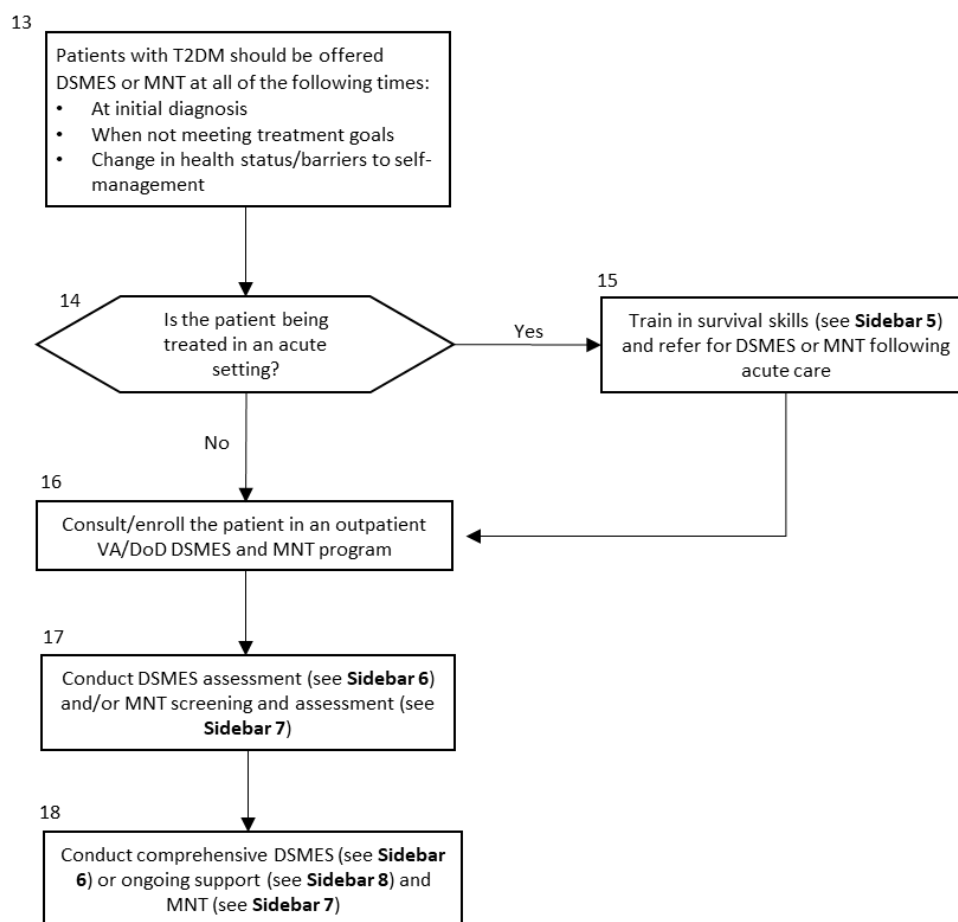 13
Patients with T2DM should be offered
DSMES or MNT at all of the following times:
• At initial diagnosis
• When not meeting treatment goals
• Change in health status/barriers to self-
management
14
Is the patient being
treated in an acute
setting?
Yes
15
Train in survival skills (see Sidebar 5)
and refer for DSMES or MNT following
acute care
No
16
Consult/enroll the patient in an outpatient
VA/DoD DSMES and MNT program
17
Conduct DSMES assessment (see Sidebar 6)
and/or MNT screening and assessment (see
Sidebar 7)
18
Conduct comprehensive DSMES (see Sidebar
6) or ongoing support (see Sidebar 8) and
MNT (see Sidebar 7)